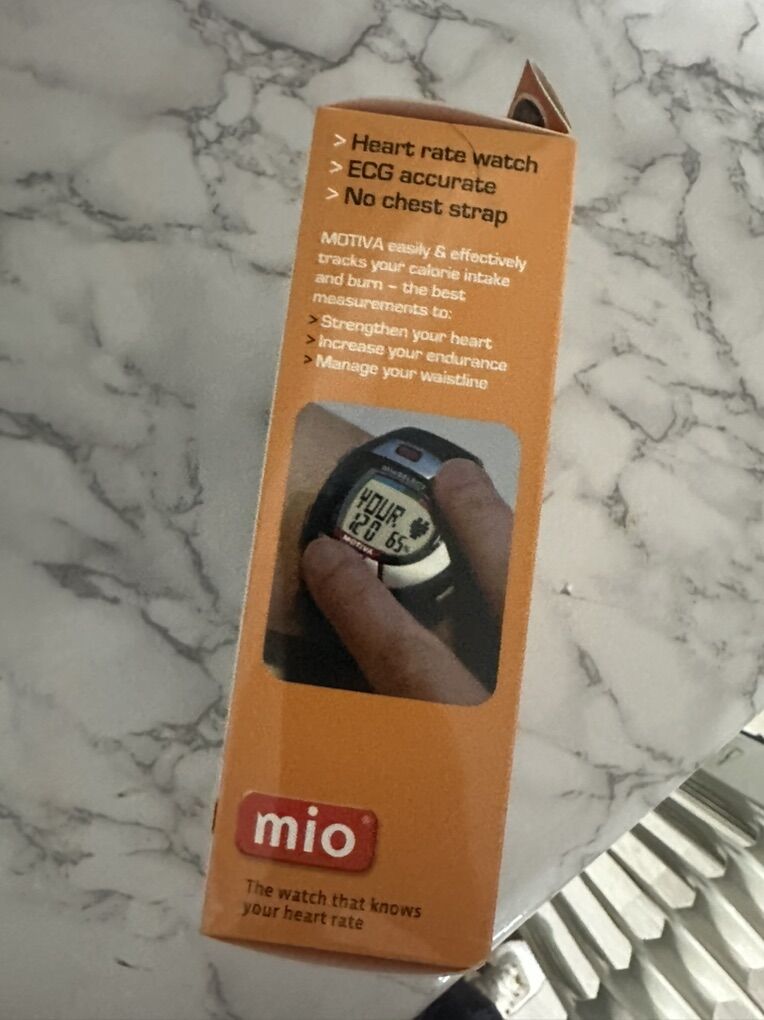 > Heart rate watch
> ECG accurate
> No chest strap
MOTIVA easily & effectively
tracks your calorie intake
and burn – the best
measurements to:
> Strengthen your heart
> Increase your endurance
> Manage your waistline
YOUR
120 65%
MOTIVA
mio®
The watch that knows
your heart rate